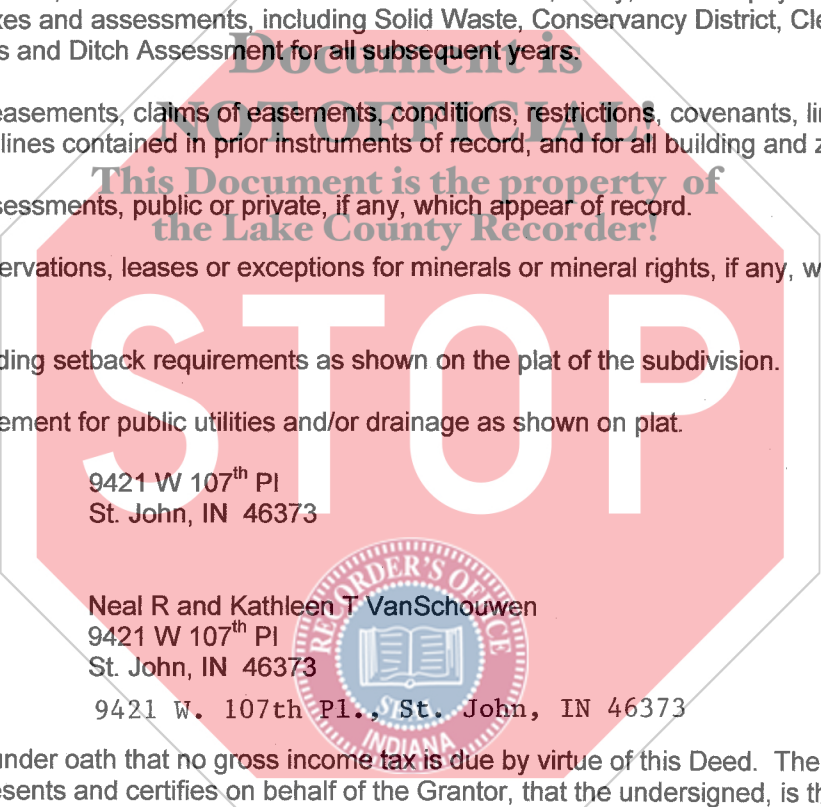 xes and assessments, including Solid Waste, Conservancy District, Cle
s and Ditch Assessment for all subsequent years.
Document is
easements, claims of easements, conditions, restrictions, covenants, li
NOT OFFICIAL!
lines contained in prior instruments of record, and for all building and z
This Document is the property of
sessments, public or private, if any, which appear of record.
the Lake County Recorder!
ervations, leases or exceptions for minerals or mineral rights, if any, w
STOP
ding setback requirements as shown on the plat of the subdivision.
ement for public utilities and/or drainage as shown on plat.
9421 W 107th Pl
St. John, IN 46373
RECORDER'S OFFICE
Neal R and Kathleen T VanSchouwen
9421 W 107th Pl
St. John, IN 46373
SEAL
9421 W. 107th Pl., St. John, IN 46373
INDIANA
under oath that no gross income tax is due by virtue of this Deed. The
esents and certifies on behalf of the Grantor, that the undersigned, is th